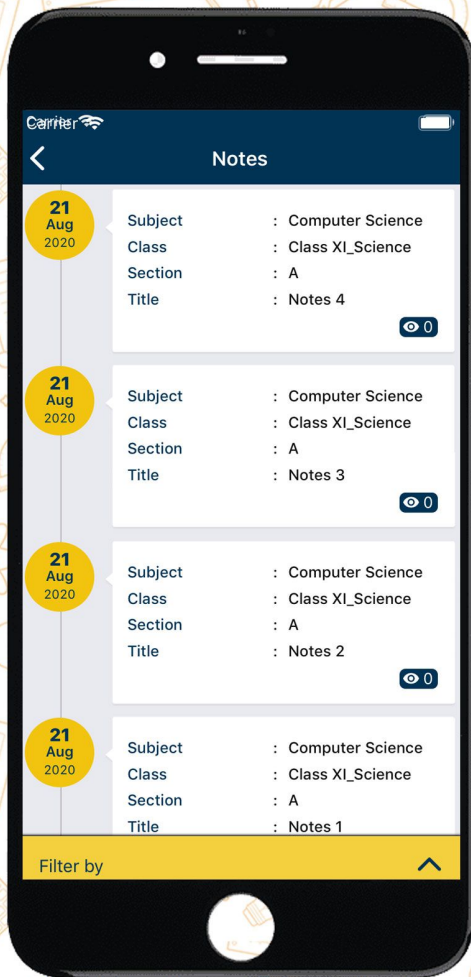 Carrier
Notes
21
Aug
2020
Subject : Computer Science
Class : Class XI_Science
Section : A
Title : Notes 4
0
21
Aug
2020
Subject : Computer Science
Class : Class XI_Science
Section : A
Title : Notes 3
0
21
Aug
2020
Subject : Computer Science
Class : Class XI_Science
Section : A
Title : Notes 2
0
21
Aug
2020
Subject : Computer Science
Class : Class XI_Science
Section : A
Title : Notes 1
Filter by